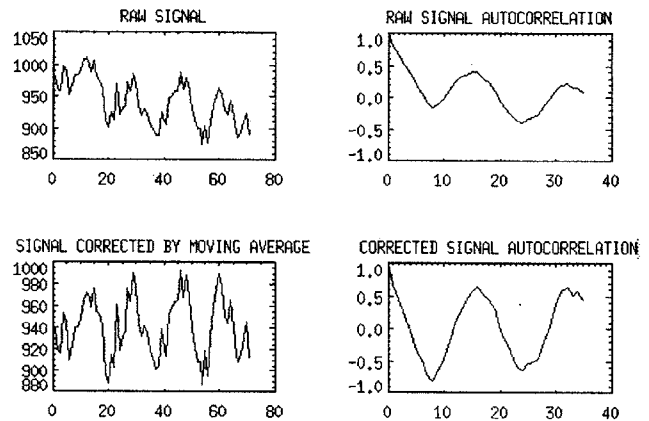 RAW SIGNAL
1050
1000
950
900
850
0 20 40 60 80
RAW SIGNAL AUTOCORRELATION
1.0
0.5
0.0
-0.5
-1.0
0 10 20 30 40
SIGNAL CORRECTED BY MOVING AVERAGE
1000
980
960
940
920
900
880
0 20 40 60 80
CORRECTED SIGNAL AUTOCORRELATION
1.0
0.5
0.0
-0.5
-1.0
0 10 20 30 40